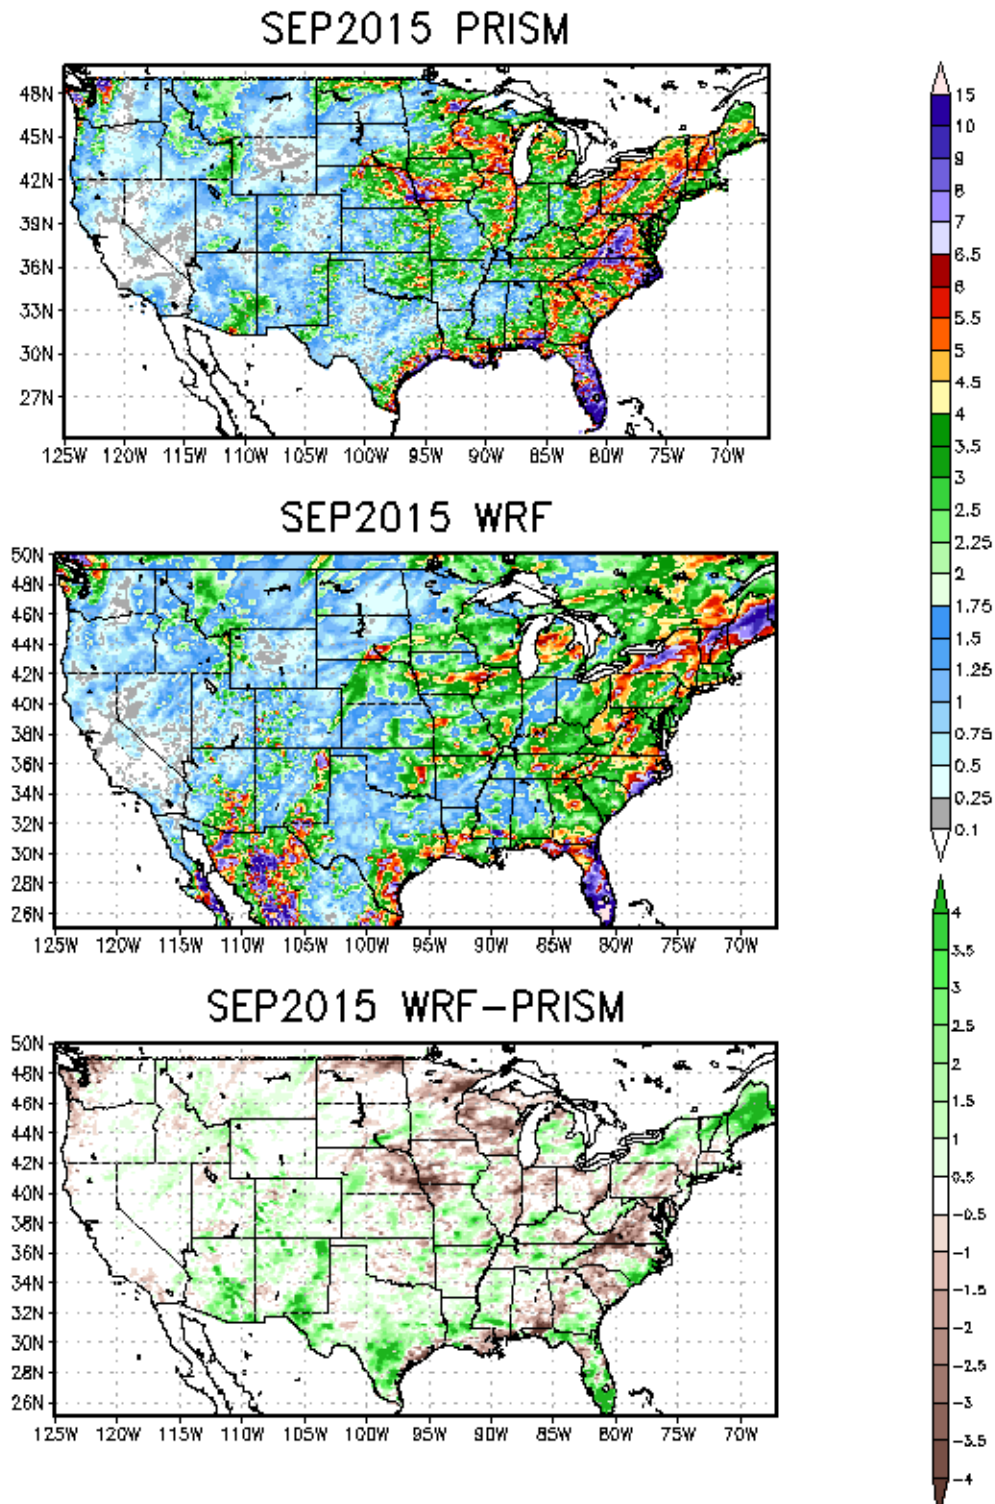 SEP2015 PRISM
48N
45N
42N
39N
36N
33N
30N
27N
125W 120W 115W 110W 105W 100W 95W 90W 85W 80W 75W 70W
SEP2015 WRF
50N
48N
46N
44N
42N
40N
38N
36N
34N
32N
30N
28N
26N
125W 120W 115W 110W 105W 100W 95W 90W 85W 80W 75W 70W
SEP2015 WRF-PRISM
50N
48N
46N
44N
42N
40N
38N
36N
34N
32N
30N
28N
26N
125W 120W 115W 110W 105W 100W 95W 90W 85W 80W 75W 70W
15
10
9
8
7
6.5
6
5.5
5
4.5
4
3.5
3
2.5
2.25
2
1.75
1.5
1.25
1
0.75
0.5
0.25
0.1
4
3.5
3
2.5
2
1.5
1
0.5
-0.5
-1
-1.5
-2
-2.5
-3
-3.5
-4